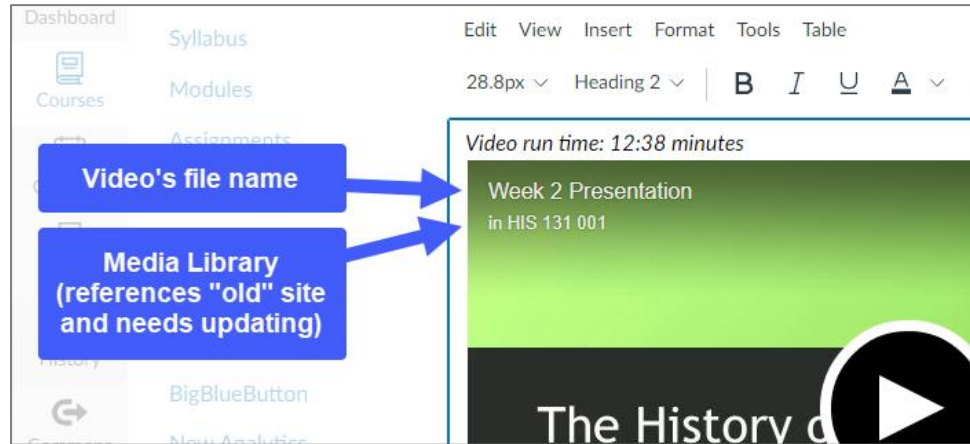 Dashboard
Courses
History
Syllabus
Modules
Assignments
BigBlueButton
New Analytics
Edit View Insert Format Tools Table
28.8px Heading 2 B I U A
Video run time: 12:38 minutes
Video's file name
Week 2 Presentation
in HIS 131 001
Media Library
(references "old" site
and needs updating)
The History